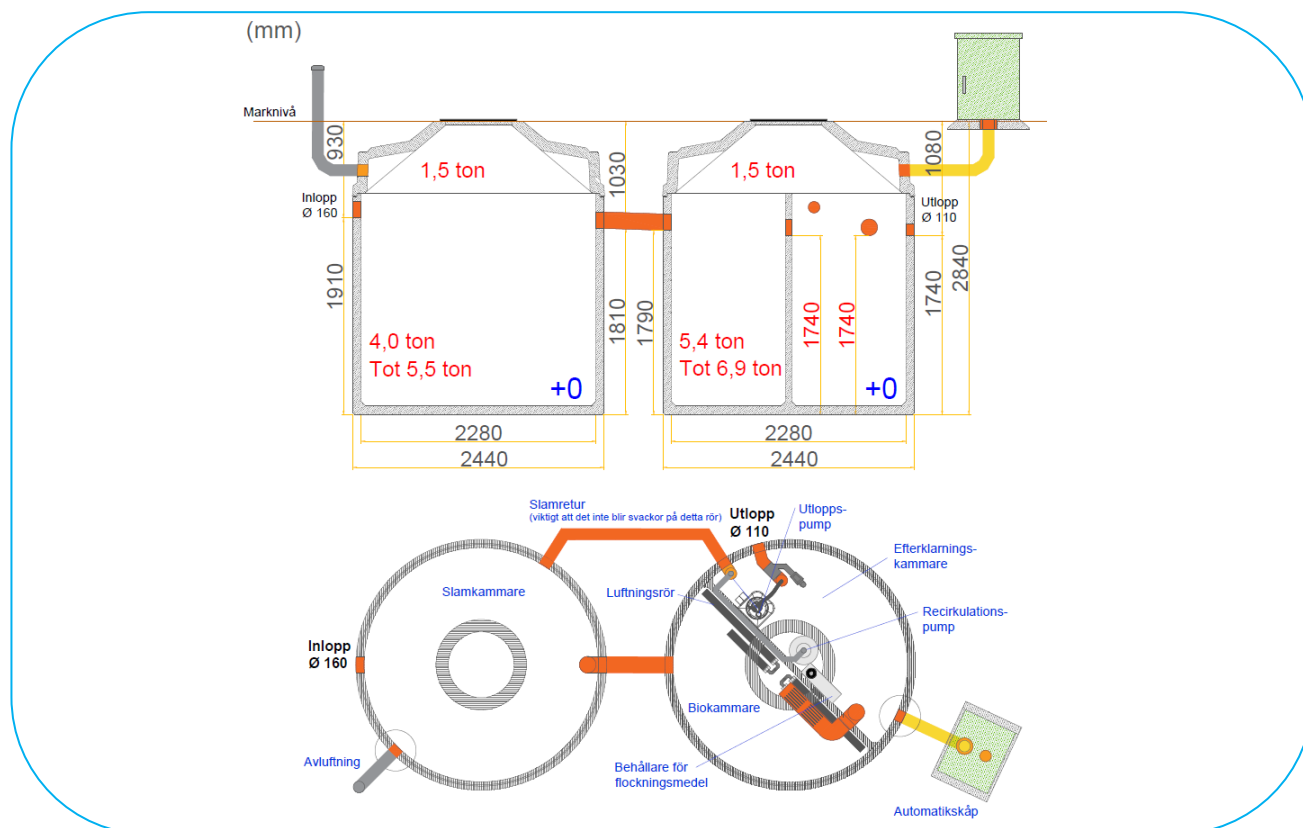 (mm)
Marknivå
930
1,5 ton
1030
1,5 ton
1080
Inlopp
Ø 160
Utlopp
Ø 110
1910
1810
1790
1740
1740
1740
2840
4,0 ton
Tot 5,5 ton
+0
5,4 ton
Tot 6,9 ton
+0
2280
2440
2280
2440
Slamretur
(viktigt att det inte blir svackor på detta rör)
Utlopp
Ø 110
Utlopps-
pump
Efterklarnings-
kammare
Slamkammare
Luftningsrör
Recirkulations-
pump
Inlopp
Ø 160
Biokammare
Avluftning
Behållare för
flockningsmedel
Automatikskåp